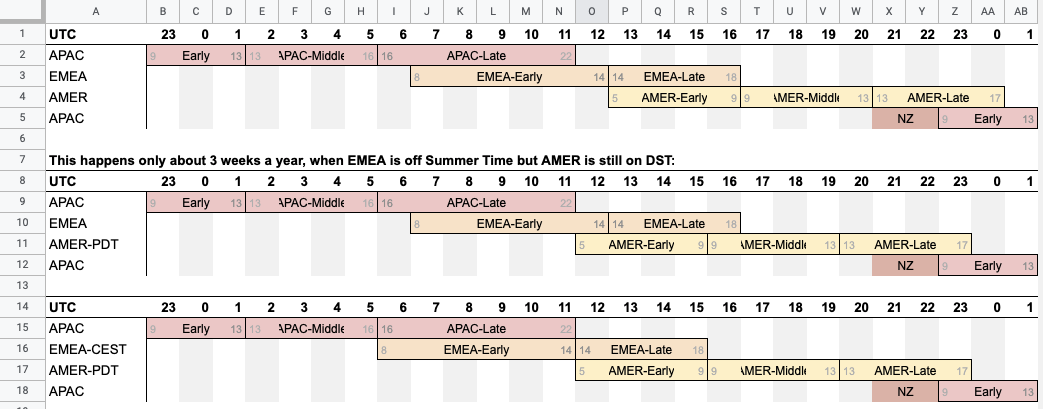 A B C D E F G H I J K L M N O P Q R S T U V W X Y Z AA AB
1 UTC 23 0 1 2 3 4 5 6 7 8 9 10 11 12 13 14 15 16 17 18 19 20 21 22 23 0 1
2 APAC 9 Early 13 13 APAC-Middle 16 16 APAC-Late 22
3 EMEA 8 EMEA-Early 14 14 EMEA-Late 18
4 AMER 5 AMER-Early 9 9 AMER-Middle 13 13 AMER-Late 17
5 APAC NZ 9 Early 13
6
7 This happens only about 3 weeks a year, when EMEA is off Summer Time but AMER is still on DST:
8 UTC 23 0 1 2 3 4 5 6 7 8 9 10 11 12 13 14 15 16 17 18 19 20 21 22 23 0 1
9 APAC 9 Early 13 13 APAC-Middle 16 16 APAC-Late 22
10 EMEA 8 EMEA-Early 14 14 EMEA-Late 18
11 AMER-PDT 5 AMER-Early 9 9 AMER-Middle 13 13 AMER-Late 17
12 APAC NZ 9 Early 13
13
14 UTC 23 0 1 2 3 4 5 6 7 8 9 10 11 12 13 14 15 16 17 18 19 20 21 22 23 0 1
15 APAC 9 Early 13 13 APAC-Middle 16 16 APAC-Late 22
16 EMEA-CEST 8 EMEA-Early 14 14 EMEA-Late 18
17 AMER-PDT 5 AMER-Early 9 9 AMER-Middle 13 13 AMER-Late 17
18 APAC NZ 9 Early 13